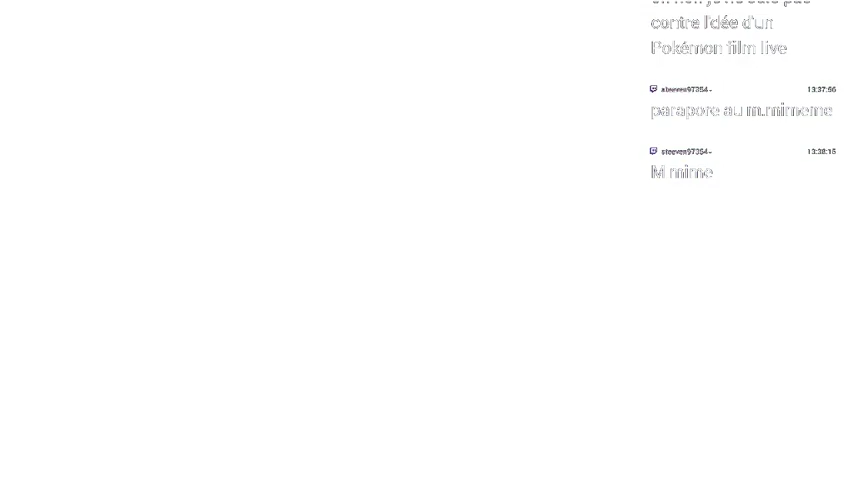 contre l'idée d'un
Pokémon film live
steeven97354
13:37:56
parapore au m.mimeme
steeven97354
13:38:15
M mime